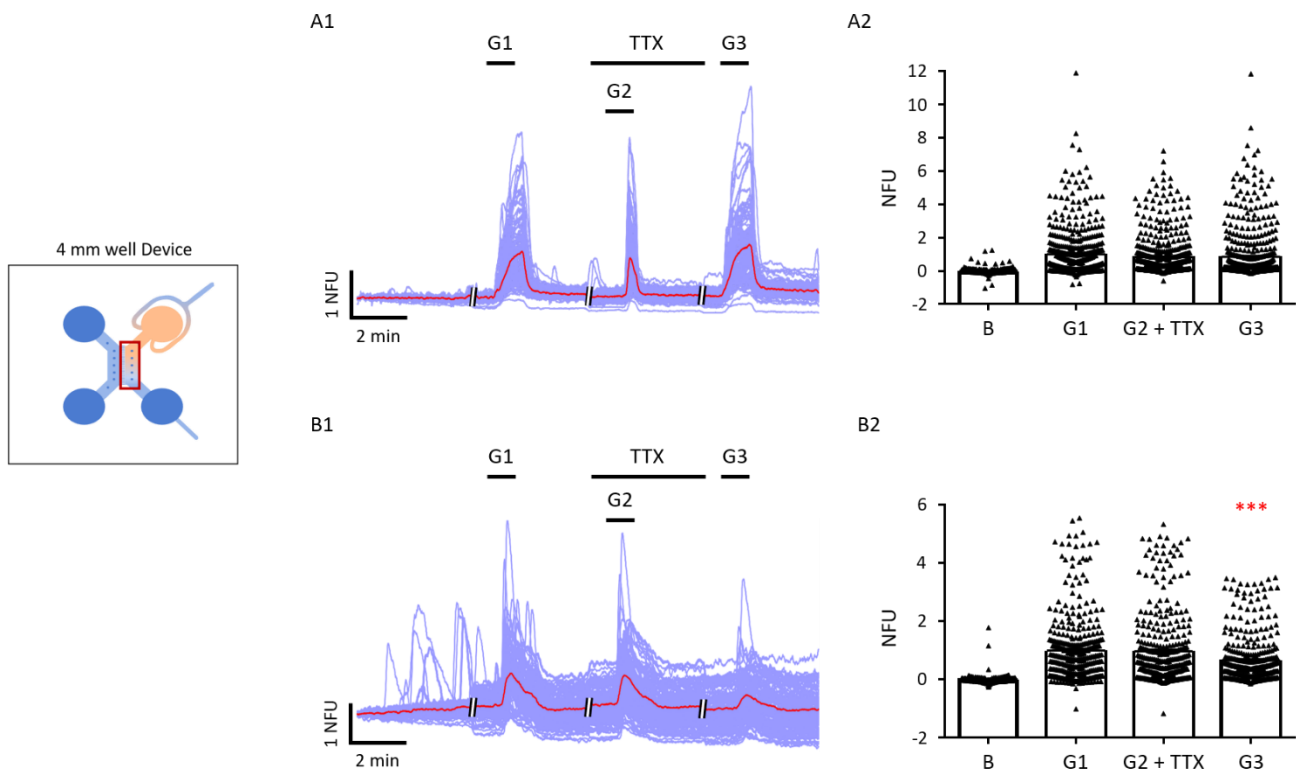 4 mm well Device
A1
G1
TTX
G3
G2
1 NFU
2 min
A2
12
10
8
6
4
2
0
-2
NFU
B
G1
G2 + TTX
G3
B1
G1
TTX
G3
G2
1 NFU
2 min
B2
6
4
2
0
-2
NFU
***
B
G1
G2 + TTX
G3